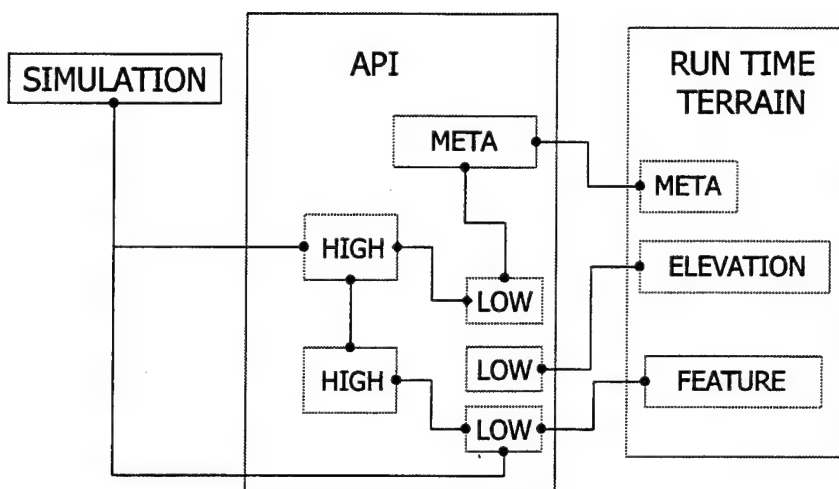 SIMULATION
API
META
HIGH
LOW
HIGH
LOW
LOW
RUN TIME
TERRAIN
META
ELEVATION
FEATURE